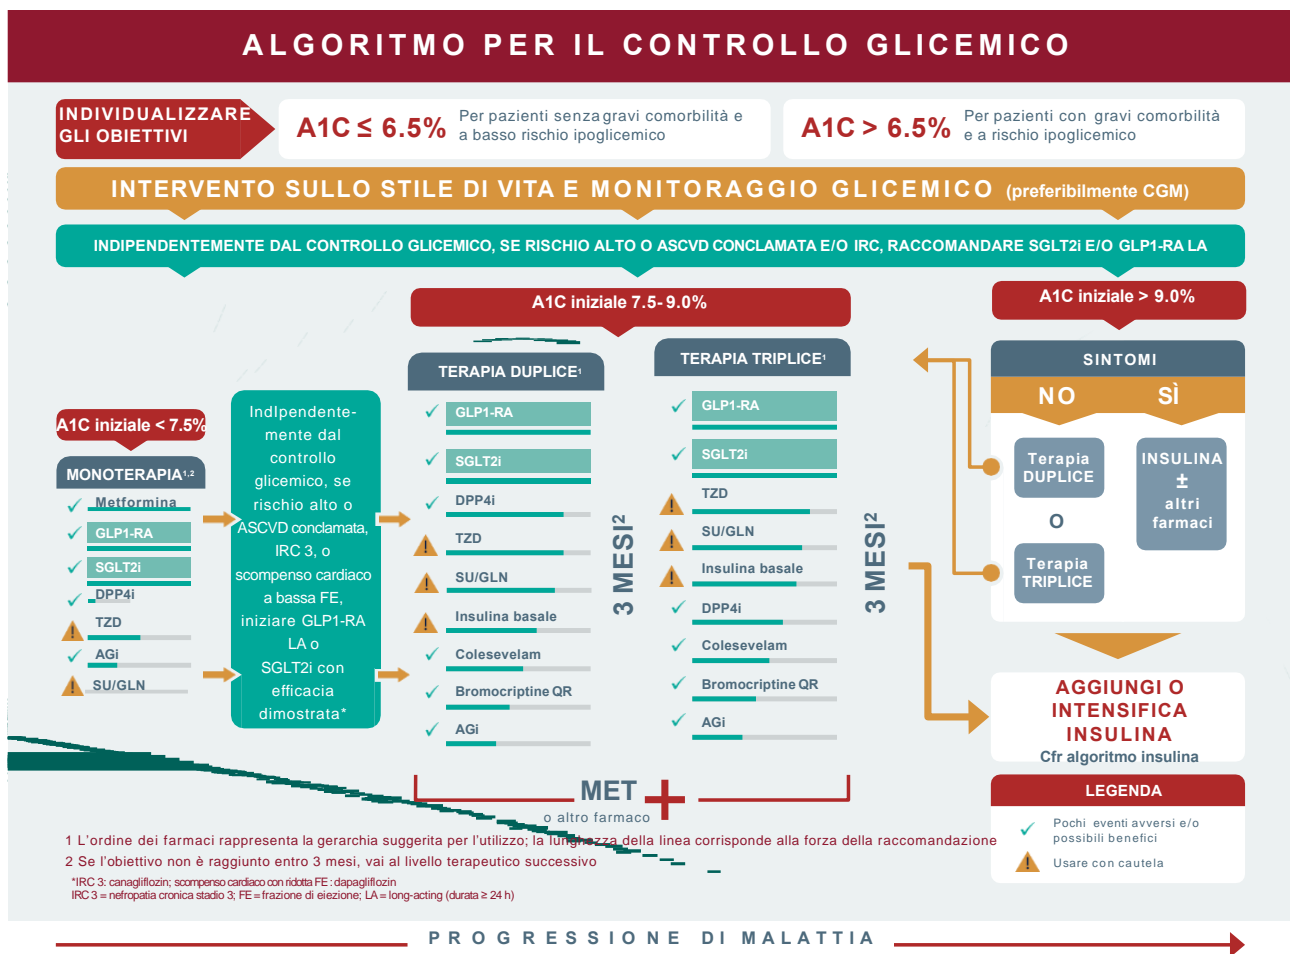 ALGORITMO PER IL CONTROLLO GLICEMICO
INDIVIDUALIZZARE
GLI OBIETTIVI
A1C ≤ 6.5%
Per pazienti senza gravi comorbilità e
a basso rischio ipoglicemico
A1C > 6.5%
Per pazienti con gravi comorbilità
e a rischio ipoglicemico
INTERVENTO SULLO STILE DI VITA E MONITORAGGIO GLICEMICO (preferibilmente CGM)
INDIPENDENTEMENTE DAL CONTROLLO GLICEMICO, SE RISCHIO ALTO O ASCVD CONCLAMATA E/O IRC, RACCOMANDARE SGLT2i E/O GLP1-RA LA
A1C iniziale < 7.5%
MONOTERAPIA1,2
Metformina
GLP1-RA
SGLT2i
DPP4i
TZD
AGi
SU/GLN
IndIpendente-
mente dal
controllo
glicemico, se
rischio alto o
ASCVD conclamata,
IRC 3, o
scompenso cardiaco
a bassa FE,
iniziare GLP1-RA
LA o
SGLT2i con
efficacia
dimostrata*
A1C iniziale 7.5-9.0%
TERAPIA DUPLICE1
GLP1-RA
SGLT2i
DPP4i
TZD
SU/GLN
Insulina basale
Colesevelam
Bromocriptine QR
AGi
3 MESI2
TERAPIA TRIPLICE1
GLP1-RA
SGLT2i
TZD
SU/GLN
Insulina basale
DPP4i
Colesevelam
Bromocriptine QR
AGi
3 MESI2
MET
o altro farmaco
A1C iniziale > 9.0%
SINTOMI
NO
SÌ
Terapia
DUPLICE
O
Terapia
TRIPLICE
INSULINA
±
altri
farmaci
AGGIUNGI O
INTENSIFICA
INSULINA
Cfr algoritmo insulina
LEGENDA
Pochi eventi avversi e/o
possibili benefici
Usare con cautela
1 L'ordine dei farmaci rappresenta la gerarchia suggerita per l'utilizzo; la lunghezza della linea corrisponde alla forza della raccomandazione
2 Se l'obiettivo non è raggiunto entro 3 mesi, vai al livello terapeutico successivo
*IRC 3: canagliflozin; scompenso cardiaco con ridotta FE: dapagliflozin
IRC 3 = nefropatia cronica stadio 3; FE = frazione di eiezione; LA = long-acting (durata ≥ 24 h)
PROGRESSIONE DI MALATTIA